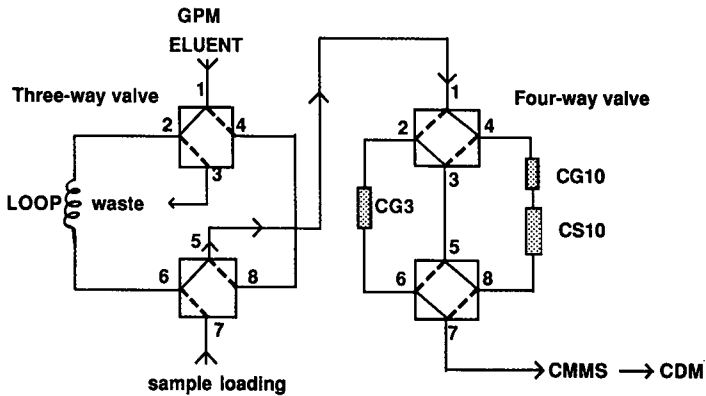 GPM
ELUENT
Three-way valve
1
2
4
3
LOOP
waste
5
6
8
7
sample loading
Four-way valve
1
2
4
3
CG3
CG10
CS10
5
6
8
7
CMMS
CDM